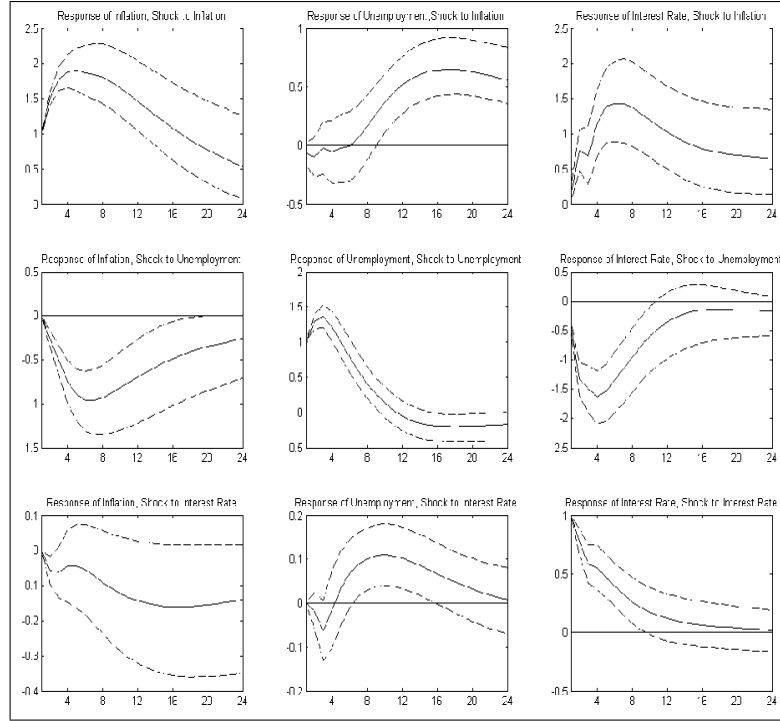 Response of Inflation, Shock to Inflation
Response of Unemployment, Shock to Inflation
Response of Interest Rate, Shock to Inflation
2.5
2
1.5
1
0.5
0
4 8 12 16 20 24
1
0.5
0
-0.5
4 8 12 16 20 24
2.5
2
1.5
1
0.5
0
4 8 12 16 20 24
Response of Inflation, Shock to Unemployment
Response of Unemployment, Shock to Unemployment
Response of Interest Rate, Shock to Unemployment
0.5
0
-0.5
1
1.5
4 8 12 16 20 24
2
1.5
1
0.5
0
0.5
4 8 12 16 20 24
0.5
0
-0.5
-1
-1.5
-2
2.5
4 8 12 16 20 24
Response of Inflation, Shock to Interest Rate
Response of Unemployment, Shock to Interest Rate
Response of Interest Rate, Shock to Interest Rate
0.1
0
0.1
-0.2
-0.3
-0.4
4 8 12 16 20 24
0.2
0.1
0
-0.1
0.2
4 8 12 16 20 24
1
0.5
0
-0.5
4 8 12 16 20 24